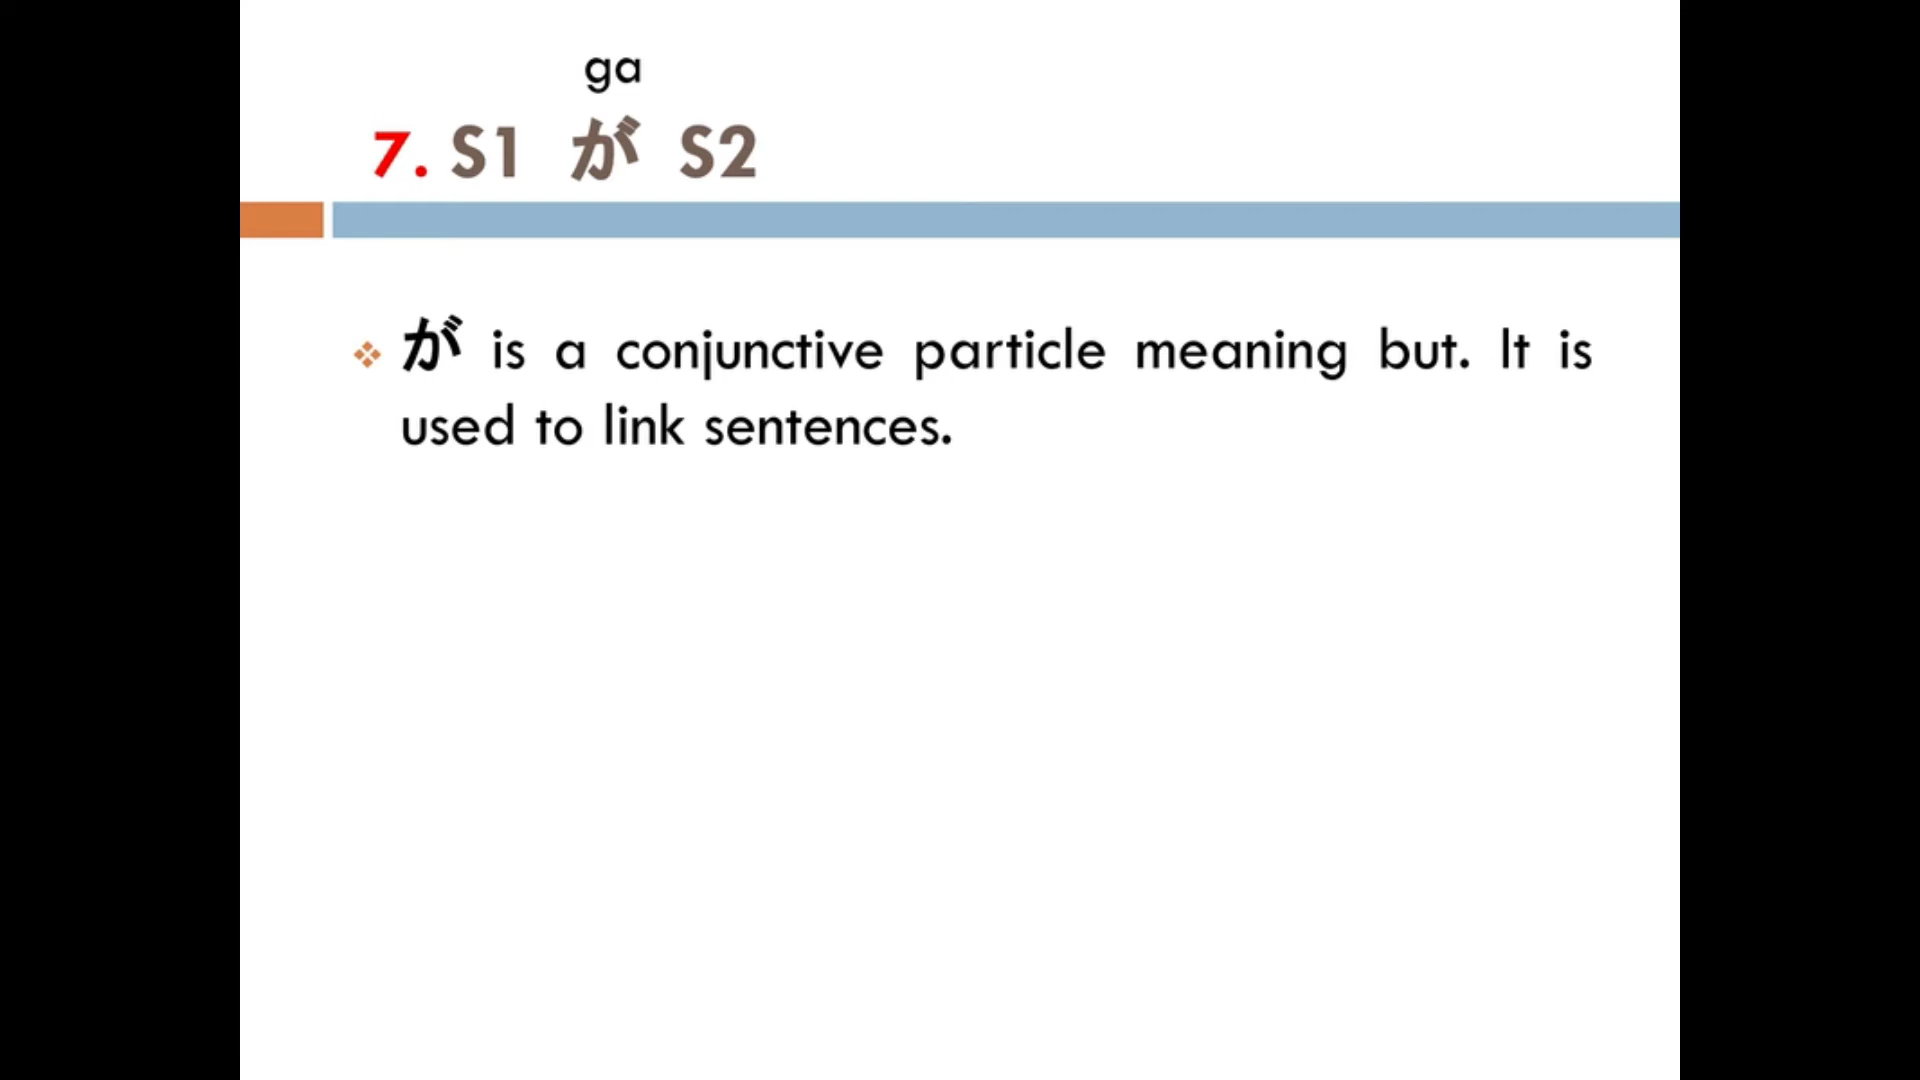 ga
7. S1 が S2
が is a conjunctive particle meaning but. It is
used to link sentences.